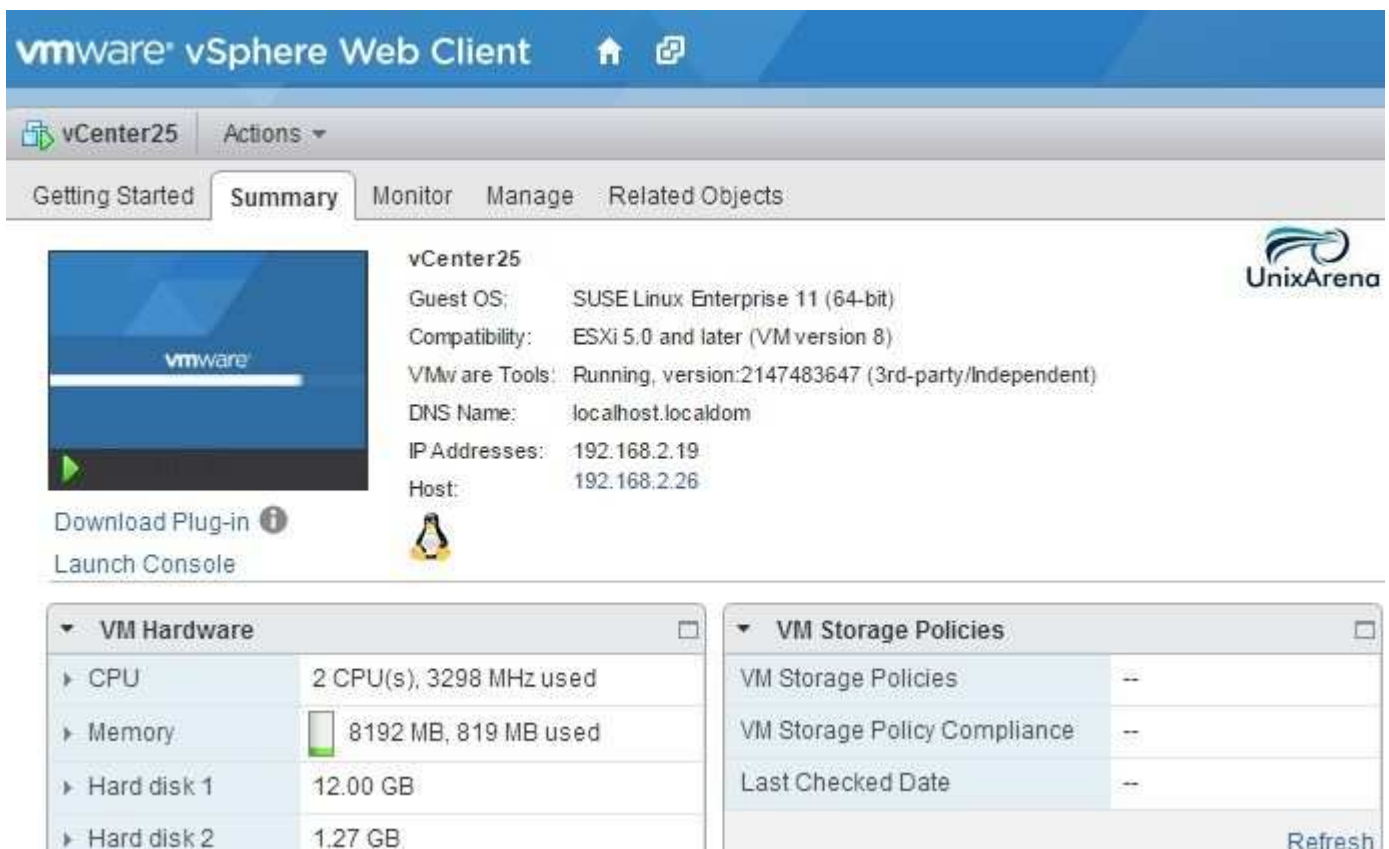 vmware® vSphere Web Client
vCenter25 Actions
Getting Started Summary Monitor Manage Related Objects
UnixArena
vmware
vCenter25
Guest OS: SUSE Linux Enterprise 11 (64-bit)
Compatibility: ESXi 5.0 and later (VM version 8)
VMware Tools: Running, version:2147483647 (3rd-party/Independent)
DNS Name: localhost.localdom
IP Addresses: 192.168.2.19
Host: 192.168.2.26
Download Plug-in
Launch Console
VM Hardware
CPU 2 CPU(s), 3298 MHz used
Memory 8192 MB, 819 MB used
Hard disk 1 12.00 GB
Hard disk 2 1.27 GB
VM Storage Policies
VM Storage Policies --
VM Storage Policy Compliance --
Last Checked Date --
Refresh